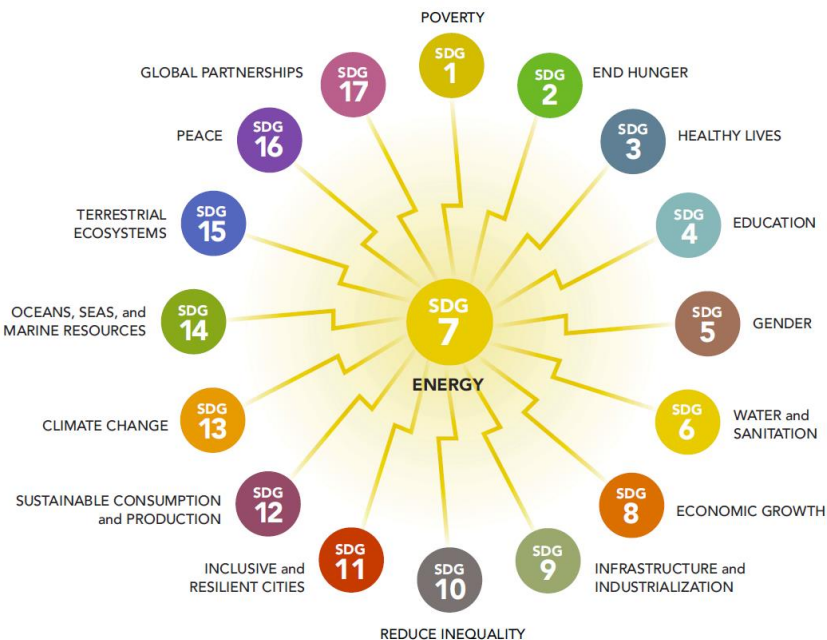 POVERTY
SDG
1
SDG
2
END HUNGER
SDG
3
HEALTHY LIVES
SDG
4
EDUCATION
SDG
5
GENDER
SDG
6
WATER and
SANITATION
SDG
7
ENERGY
SDG
8
ECONOMIC GROWTH
SDG
9
INFRASTRUCTURE and
INDUSTRIALIZATION
SDG
10
REDUCE INEQUALITY
SDG
11
INCLUSIVE and
RESILIENT CITIES
SDG
12
SUSTAINABLE CONSUMPTION
and PRODUCTION
SDG
13
CLIMATE CHANGE
SDG
14
OCEANS, SEAS, and
MARINE RESOURCES
SDG
15
TERRESTRIAL
ECOSYSTEMS
SDG
16
PEACE
SDG
17
GLOBAL PARTNERSHIPS